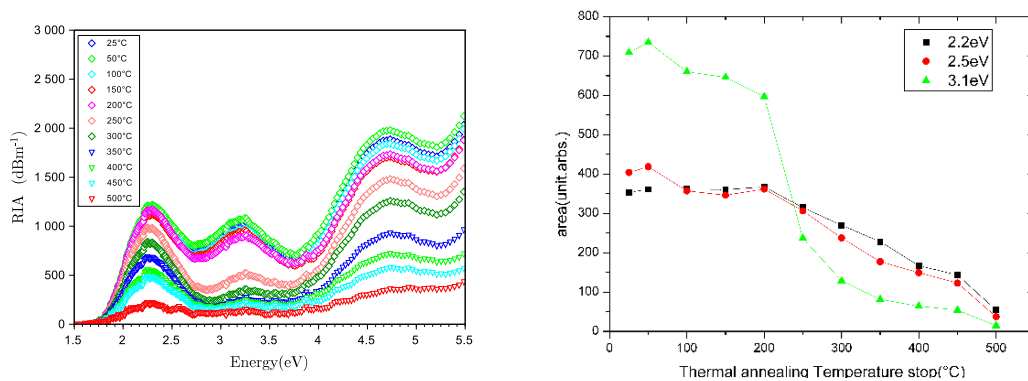 3 000
2 500
2 000
1 500
1 000
500
0
1.5
2
2.5
3
3.5
4
4.5
5
5.5
RIA (dBm⁻¹)
Energy(eV)
25°C
50°C
100°C
150°C
200°C
250°C
300°C
350°C
400°C
450°C
500°C
800
700
600
500
400
300
200
100
0
100
200
300
400
500
area(unit.arbs.)
Thermal annealing Temperature stop(°C)
2.2eV
2.5eV
3.1eV